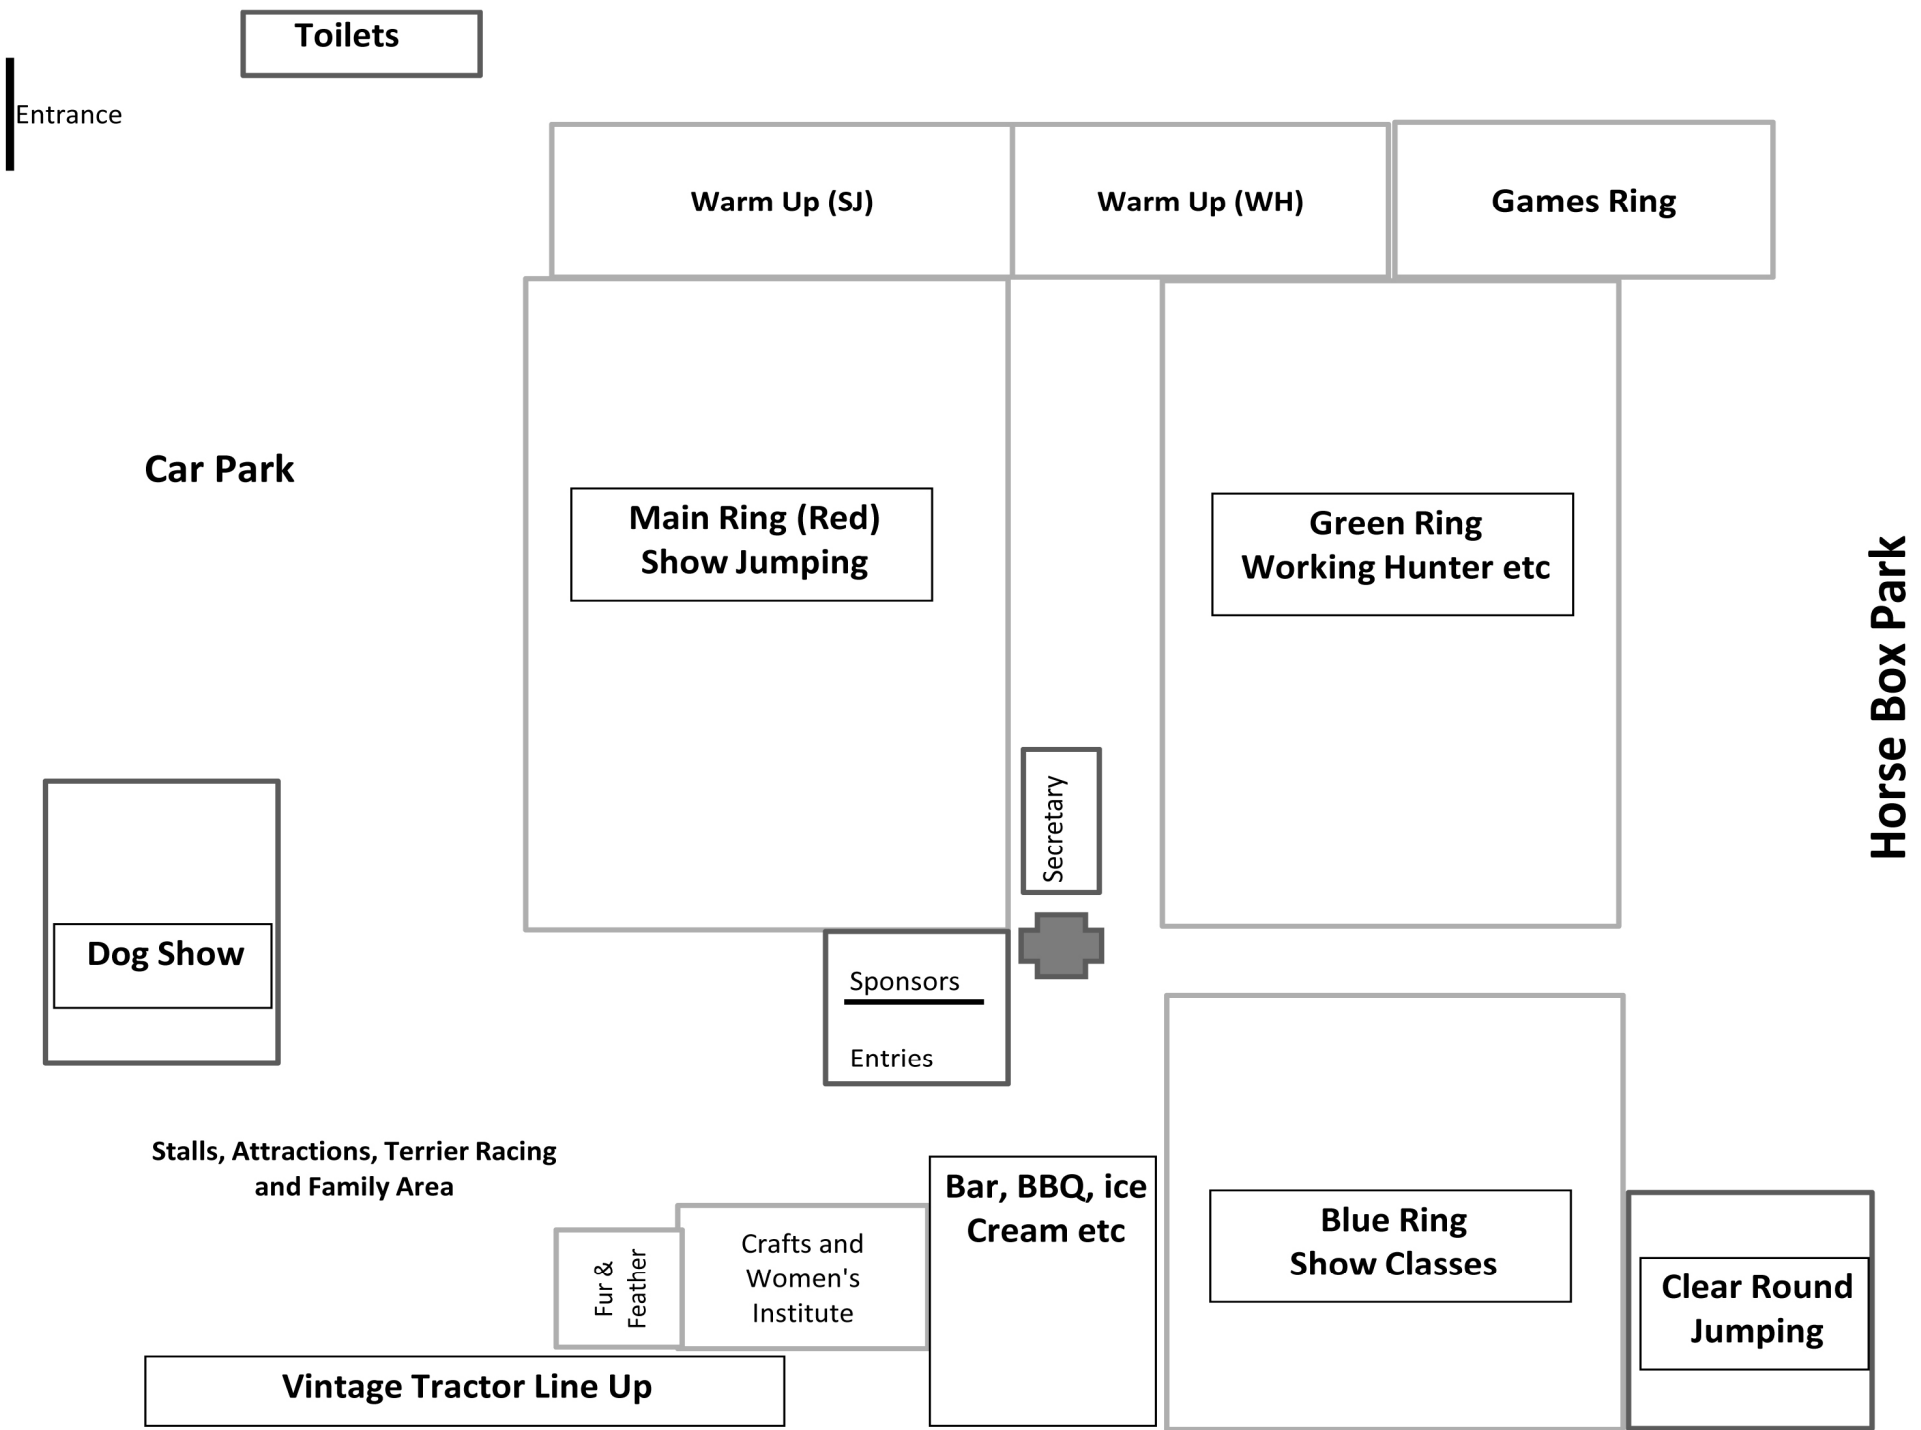 Toilets
Entrance
Warm Up (SJ)
Warm Up (WH)
Games Ring
Car Park
Main Ring (Red)
Show Jumping
Green Ring
Working Hunter etc
Horse Box Park
Secretary
Dog Show
Sponsors
Entries
Stalls, Attractions, Terrier Racing
and Family Area
Fur &
Feather
Crafts and
Women's
Institute
Bar, BBQ, ice
Cream etc
Blue Ring
Show Classes
Clear Round
Jumping
Vintage Tractor Line Up